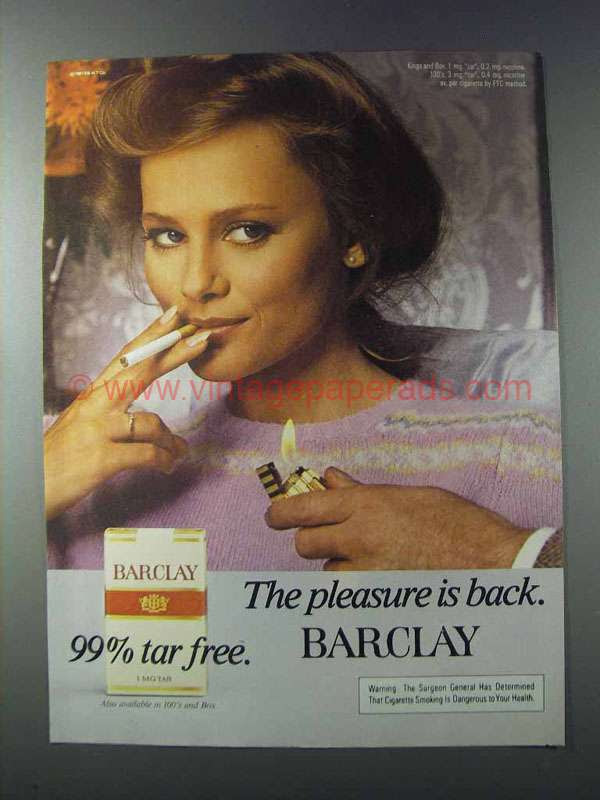 Kings and Box, 1 mg. "tar", 0.2 mg. nicotine,
100's, 3 mg. "tar", 0.4 mg. nicotine
av. per cigarette by FTC method.
© www.vintagepaperads.com
BARCLAY
1 MG TAR
The pleasure is back.
BARCLAY
99% tar free.
Also available in 100's and Box.
Warning: The Surgeon General Has Determined
That Cigarette Smoking Is Dangerous to Your Health.